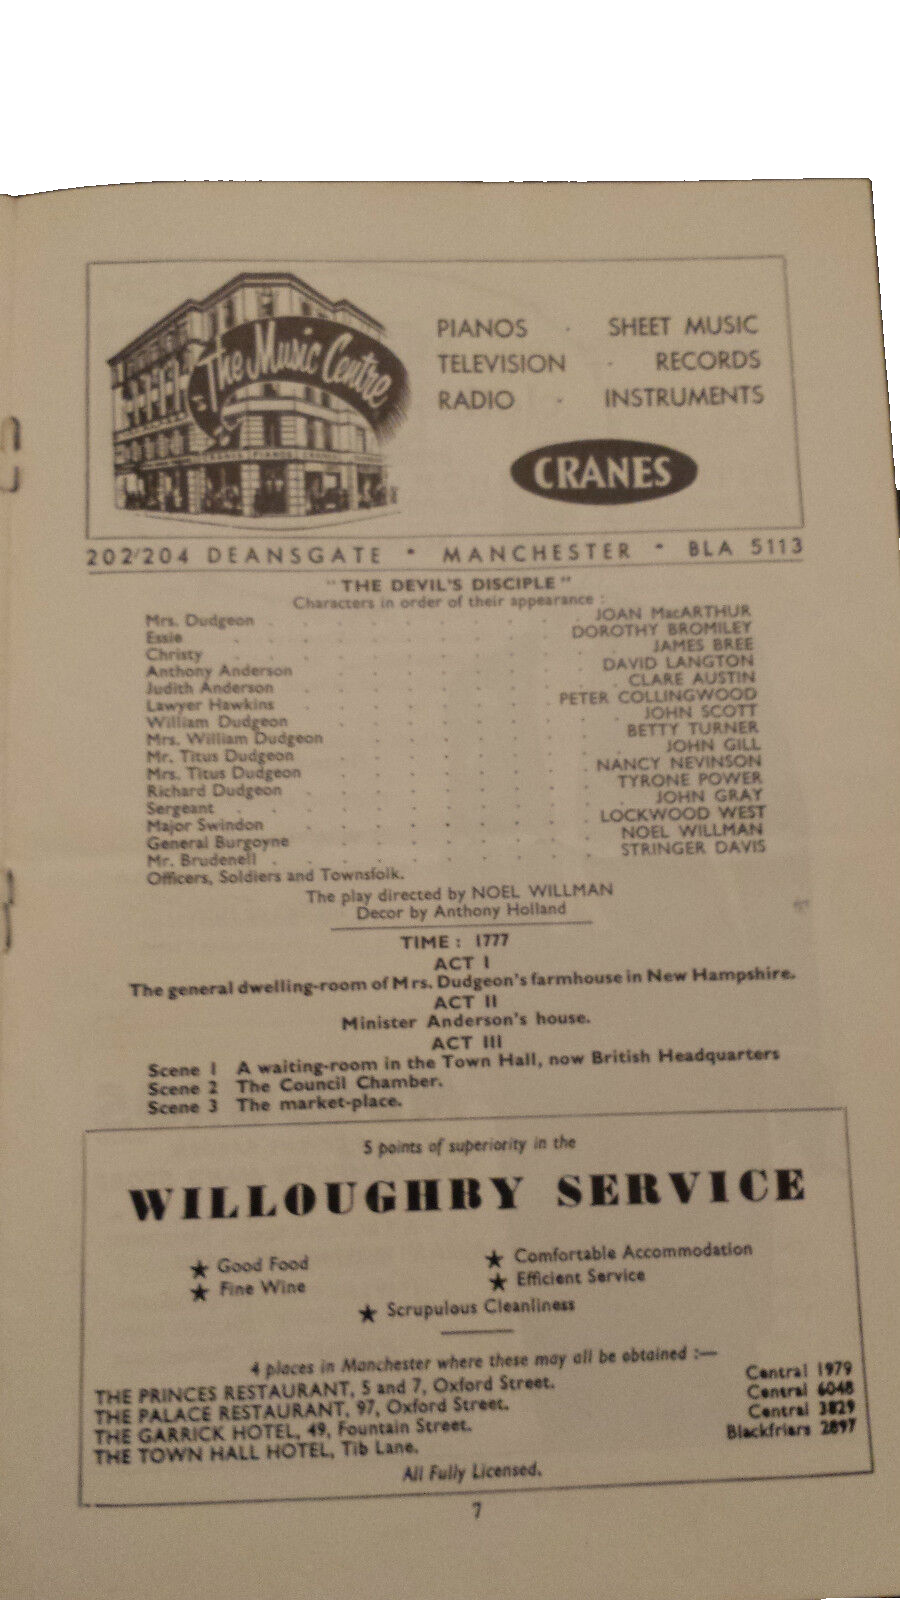 The Music Centre
CRANE'S PIANOS CRANE'S
PIANOS · SHEET MUSIC
TELEVISION · RECORDS
RADIO · INSTRUMENTS
CRANES
202/204 DEANSGATE * MANCHESTER * BLA 5113
"THE DEVIL'S DISCIPLE"
Characters in order of their appearance :
Mrs. Dudgeon . . . . . . . . . . JOAN MacARTHUR
Essie . . . . . . . . . . DOROTHY BROMILEY
Christy . . . . . . . . . . JAMES BREE
Anthony Anderson . . . . . . . . . DAVID LANGTON
Judith Anderson . . . . . . . . . CLARE AUSTIN
Lawyer Hawkins . . . . . . . . PETER COLLINGWOOD
William Dudgeon . . . . . . . . . JOHN SCOTT
Mrs. William Dudgeon . . . . . . . . BETTY TURNER
Mr. Titus Dudgeon . . . . . . . . . JOHN GILL
Mrs. Titus Dudgeon . . . . . . . . NANCY NEVINSON
Richard Dudgeon . . . . . . . . . TYRONE POWER
Sergeant . . . . . . . . . . JOHN GRAY
Major Swindon . . . . . . . . . LOCKWOOD WEST
General Burgoyne . . . . . . . . NOEL WILLMAN
Mr. Brudenell . . . . . . . . . . STRINGER DAVIS
Officers, Soldiers and Townsfolk.
The play directed by NOEL WILLMAN
Decor by Anthony Holland
TIME : 1777
ACT I
The general dwelling-room of Mrs. Dudgeon's farmhouse in New Hampshire.
ACT II
Minister Anderson's house.
ACT III
Scene 1 A waiting-room in the Town Hall, now British Headquarters
Scene 2 The Council Chamber.
Scene 3 The market-place.
5 points of superiority in the
WILLOUGHBY SERVICE
★ Good Food ★ Comfortable Accommodation
★ Fine Wine ★ Efficient Service
★ Scrupulous Cleanliness
4 places in Manchester where these may all be obtained :—
THE PRINCES RESTAURANT, 5 and 7, Oxford Street. Central 1979
THE PALACE RESTAURANT, 97, Oxford Street. Central 6048
THE GARRICK HOTEL, 49, Fountain Street. Central 3829
THE TOWN HALL HOTEL, Tib Lane. Blackfriars 2897
All Fully Licensed.
7